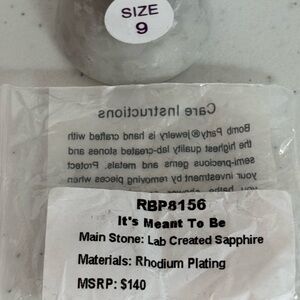 SIZE
9
Care Instructions
Bomb Party® jewelry is hand crafted with
the highest quality lab-created stones and
semi-precious gems and metals. Protect
your investment by removing when pieces when
RBP8156
It's Meant To Be
Main Stone: Lab Created Sapphire
Materials: Rhodium Plating
MSRP: $140